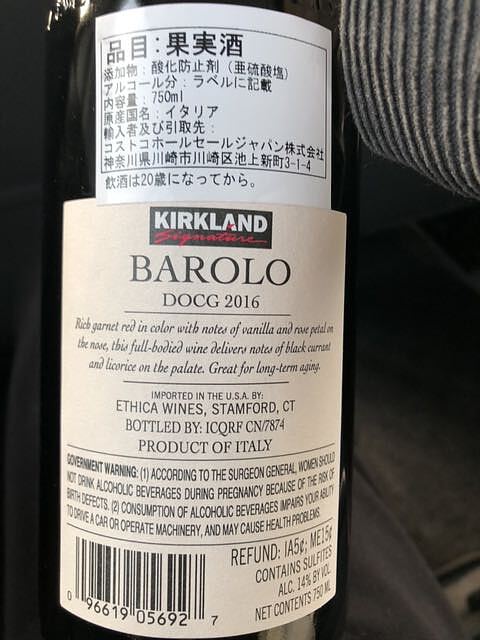 品目:果実酒
添加物:酸化防止剤(亜硫酸塩)
アルコール分:ラベルに記載
内容量:750ml
原産国名:イタリア
輸入者及び引取先:
コストコホールセールジャパン株式会社
神奈川県川崎市川崎区池上新町3-1-4
飲酒は20歳になってから。
KIRKLAND
Signature
BAROLO
DOCG 2016
Rich garnet red in color with notes of vanilla and rose petal on
the nose, this full-bodied wine delivers notes of black currant
and licorice on the palate. Great for long-term aging.
IMPORTED IN THE U.S.A. BY:
ETHICA WINES, STAMFORD, CT
BOTTLED BY: ICQRF CN/7874
PRODUCT OF ITALY
GOVERNMENT WARNING: (1) ACCORDING TO THE SURGEON GENERAL, WOMEN SHOULD
NOT DRINK ALCOHOLIC BEVERAGES DURING PREGNANCY BECAUSE OF THE RISK OF
BIRTH DEFECTS. (2) CONSUMPTION OF ALCOHOLIC BEVERAGES IMPAIRS YOUR ABILITY
TO DRIVE A CAR OR OPERATE MACHINERY, AND MAY CAUSE HEALTH PROBLEMS.
REFUND: IA5¢; ME15¢
CONTAINS SULFITES
ALC. 14% BY VOL.
NET CONTENTS 750 ML
0 96619 05692 7